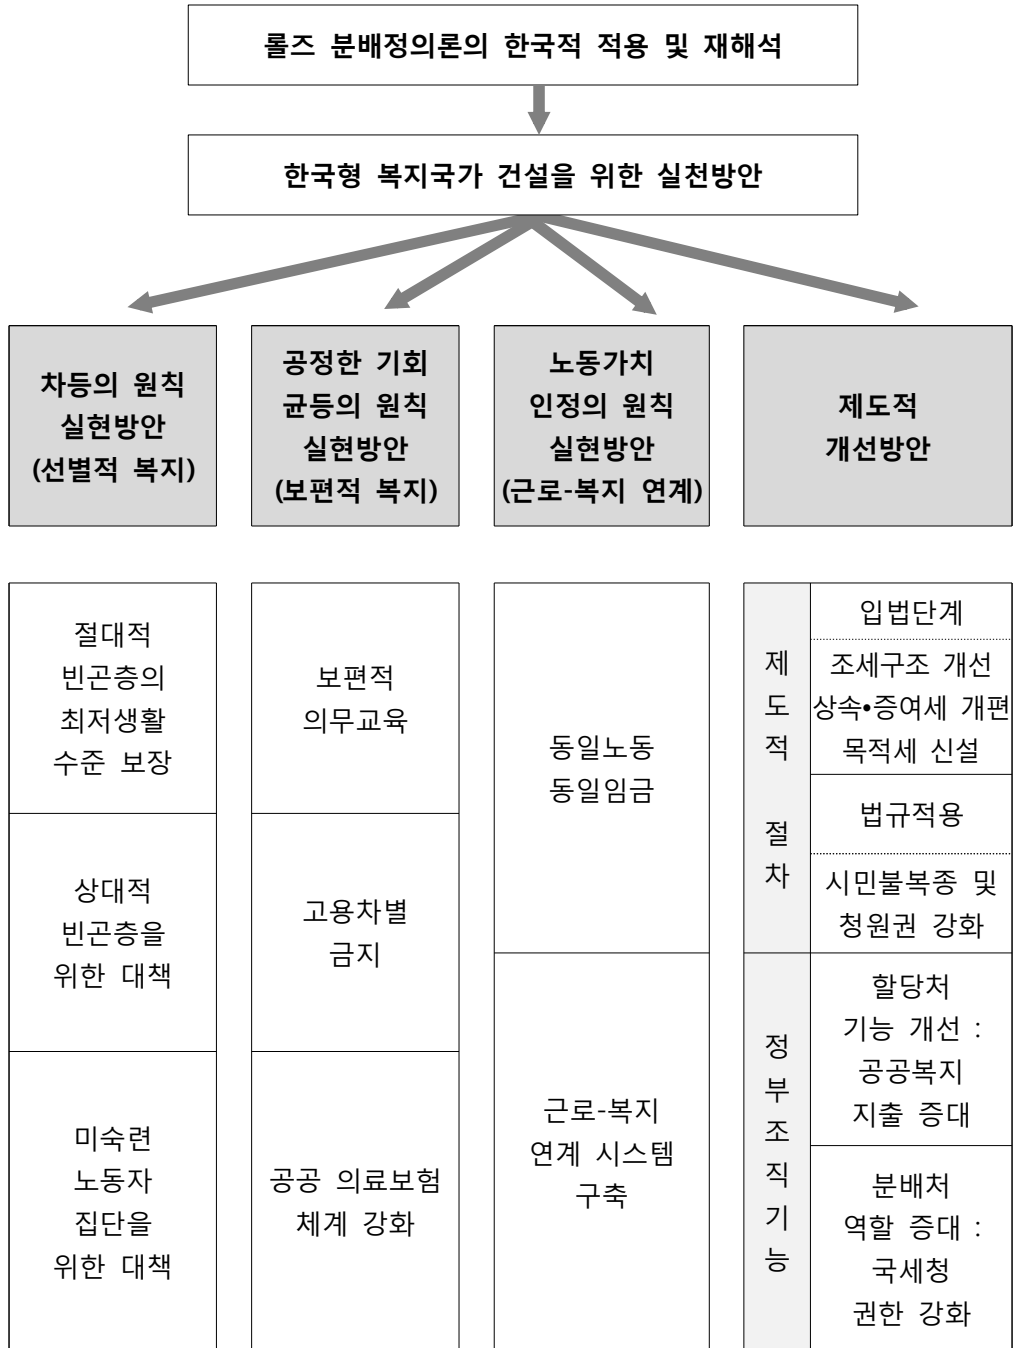 롤즈 분배정의론의 한국적 적용 및 재해석
한국형 복지국가 건설을 위한 실천방안
차등의 원칙
실현방안
(선별적 복지)
공정한 기회
균등의 원칙
실현방안
(보편적 복지)
노동가치
인정의 원칙
실현방안
(근로-복지 연계)
제도적
개선방안
절대적
빈곤층의
최저생활
수준 보장
상대적
빈곤층을
위한 대책
미숙련
노동자
집단을
위한 대책
보편적
의무교육
고용차별
금지
공공 의료보험
체계 강화
동일노동
동일임금
근로-복지
연계 시스템
구축
제도적 절차
입법단계
조세구조 개선
상속•증여세 개편
목적세 신설
법규적용
시민불복종 및
청원권 강화
정부조직기능
할당처
기능 개선 :
공공복지
지출 증대
분배처
역할 증대 :
국세청
권한 강화